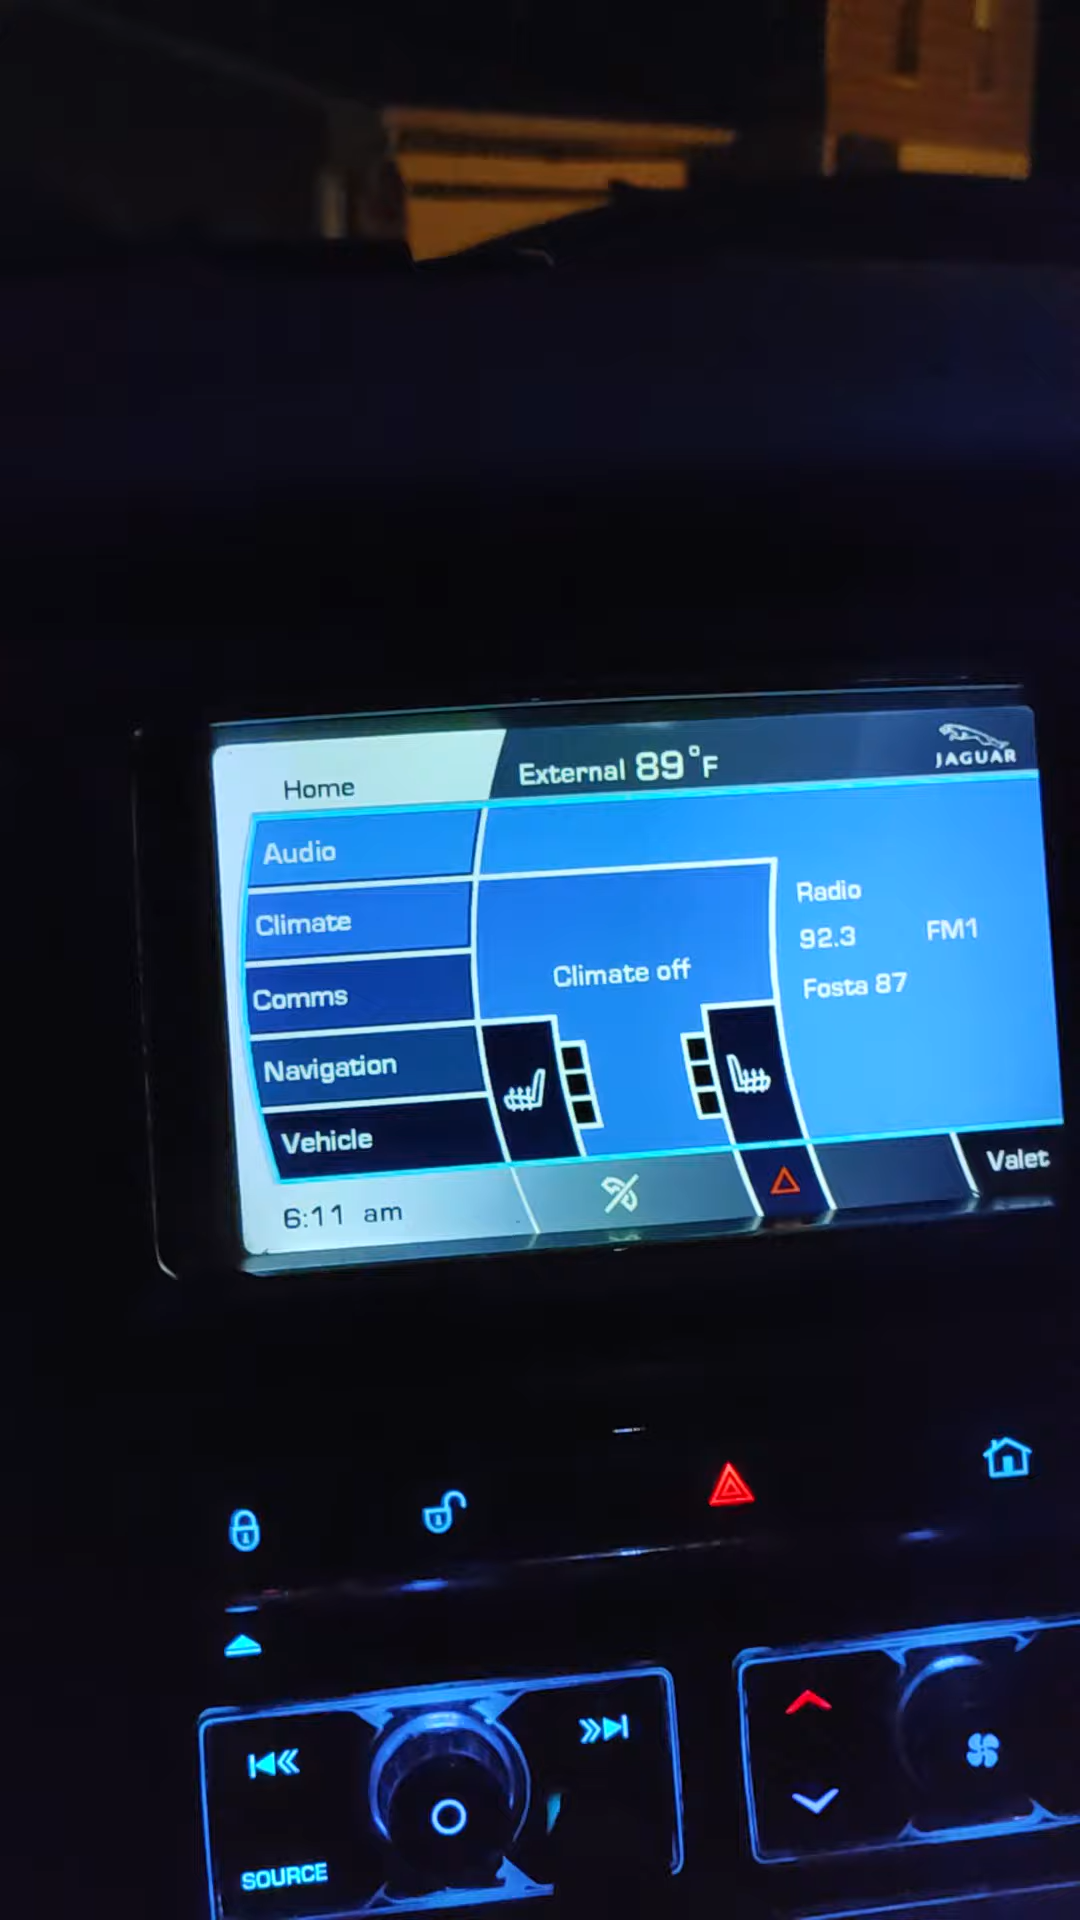 Home
External 89°F
JAGUAR
Audio
Climate
Comms
Navigation
Vehicle
Climate off
Radio
92.3 FM1
Fosta 87
6:11 am
Valet
SOURCE